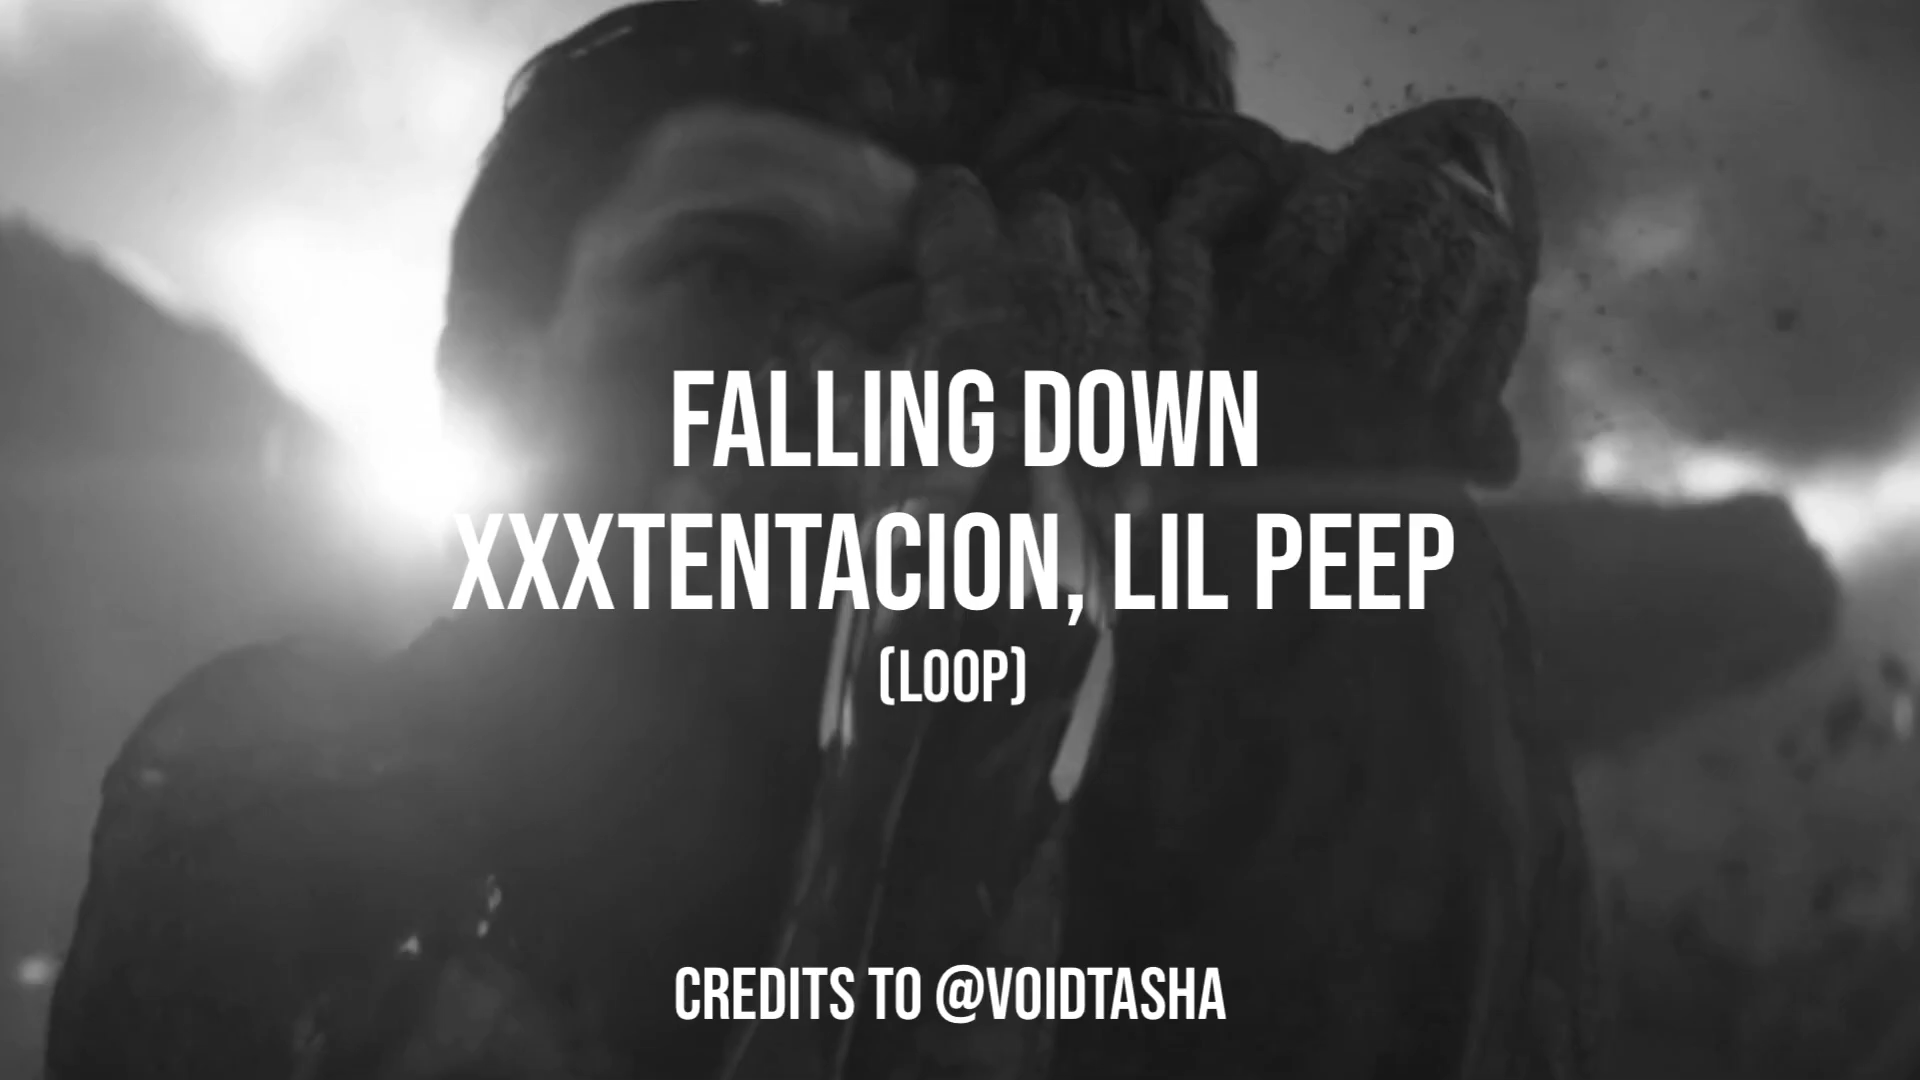 FALLING DOWN
XXXTENTACION, LIL PEEP
(LOOP)
CREDITS TO @VOIDTASHA